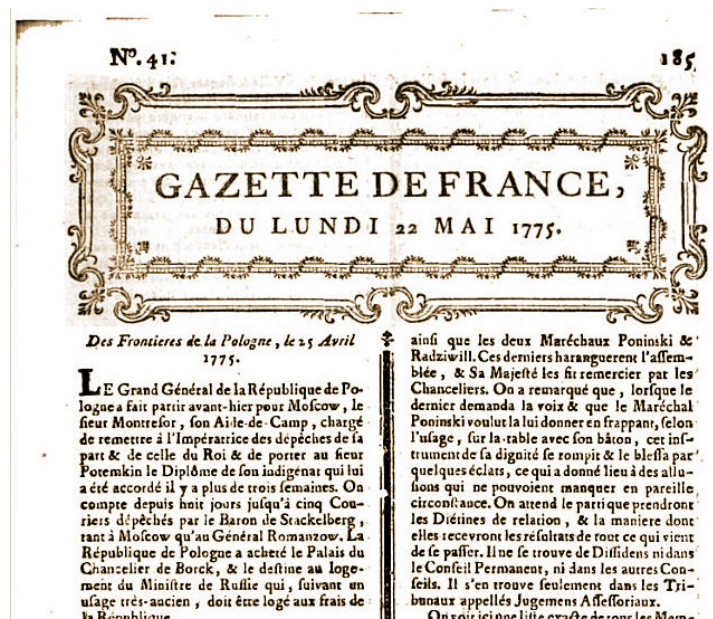 Nº. 41.
185
GAZETTE DE FRANCE,
DU LUNDI 22 MAI 1775.
Des Frontieres de la Pologne, le 25 Avril
1775.
LE Grand Général de la République de Po-
logne a fait partir avant-hier pour Moſcow, le
ſieur Montreſor, ſon Aide-de-Camp, chargé
de remettre à l'Impératrice des dépêches de ſa
part & de celle du Roi & de porter au ſieur
Potemkin le Diplôme de ſon indigénat qui lui
a été accordé il y a plus de trois ſemaines. On
compte depuis huit jours juſqu'à cinq Cou-
riers dépêchés par le Baron de Stackelberg,
tant à Moſcow qu'au Général Romanzow. La
République de Pologne a acheté le Palais du
Chancelier de Borck, & le deſtine au loge-
ment du Miniſtre de Ruſſie qui, ſuivant un
uſage très-ancien, doit être logé aux frais de
la République.
ainſi que les deux Maréchaux Poninski &
Radziwill. Ces derniers haranguerent l'aſſem-
blée, & Sa Majeſté les fit remercier par les
Chanceliers. On a remarqué que, lorſque le
dernier demanda la voix & que le Maréchal
Poninski voulut la lui donner en frappant, ſelon
l'uſage, ſur la table avec ſon bâton, cet inſ-
trument de ſa dignité ſe rompit & le bleſſa par
quelques éclats, ce qui a donné lieu à des allu-
ſions qui ne pouvoient manquer en pareille
circonſtance. On attend le parti que prendront
les Diétines de relation, & la maniere dont
elles recevront les réſultats de tout ce qui vient
de ſe paſſer. Il ne ſe trouve de Diſſidens ni dans
le Conſeil Permanent, ni dans les autres Con-
ſeils. Il s'en trouve ſeulement dans les Tri-
bunaux appellés Jugemens Aſſeſſoriaux.
On voit ici une liſte exacte de tous les Mem-